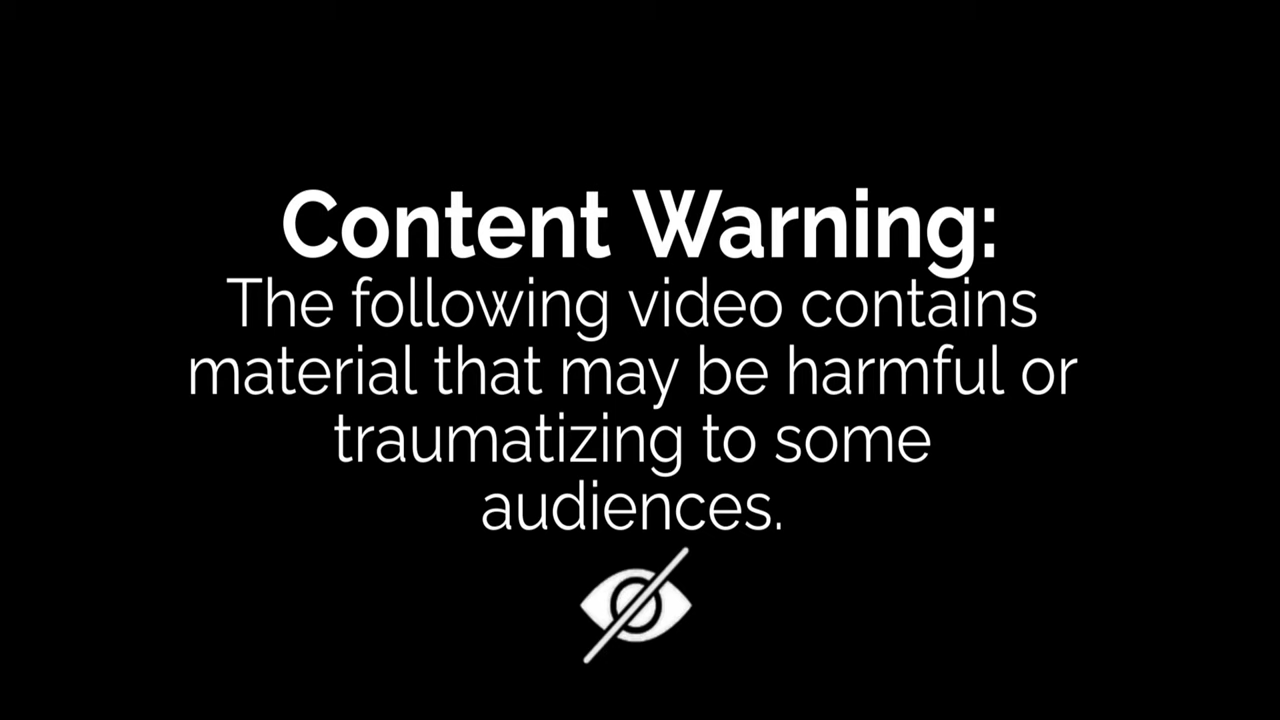 Content Warning:
The following video contains
material that may be harmful or
traumatizing to some
audiences.